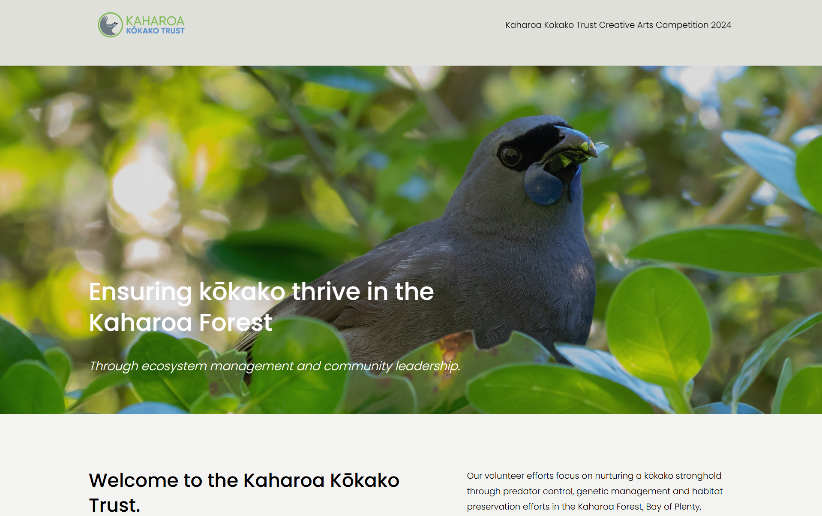 KAHAROA
KŌKAKO TRUST
Kaharoa Kokako Trust Creative Arts Competition 2024
Ensuring kōkako thrive in the
Kaharoa Forest
Through ecosystem management and community leadership.
Welcome to the Kaharoa Kōkako
Trust.
Our volunteer efforts focus on nurturing a kōkako stronghold
through predator control, genetic management and habitat
preservation efforts in the Kaharoa Forest, Bay of Plenty,